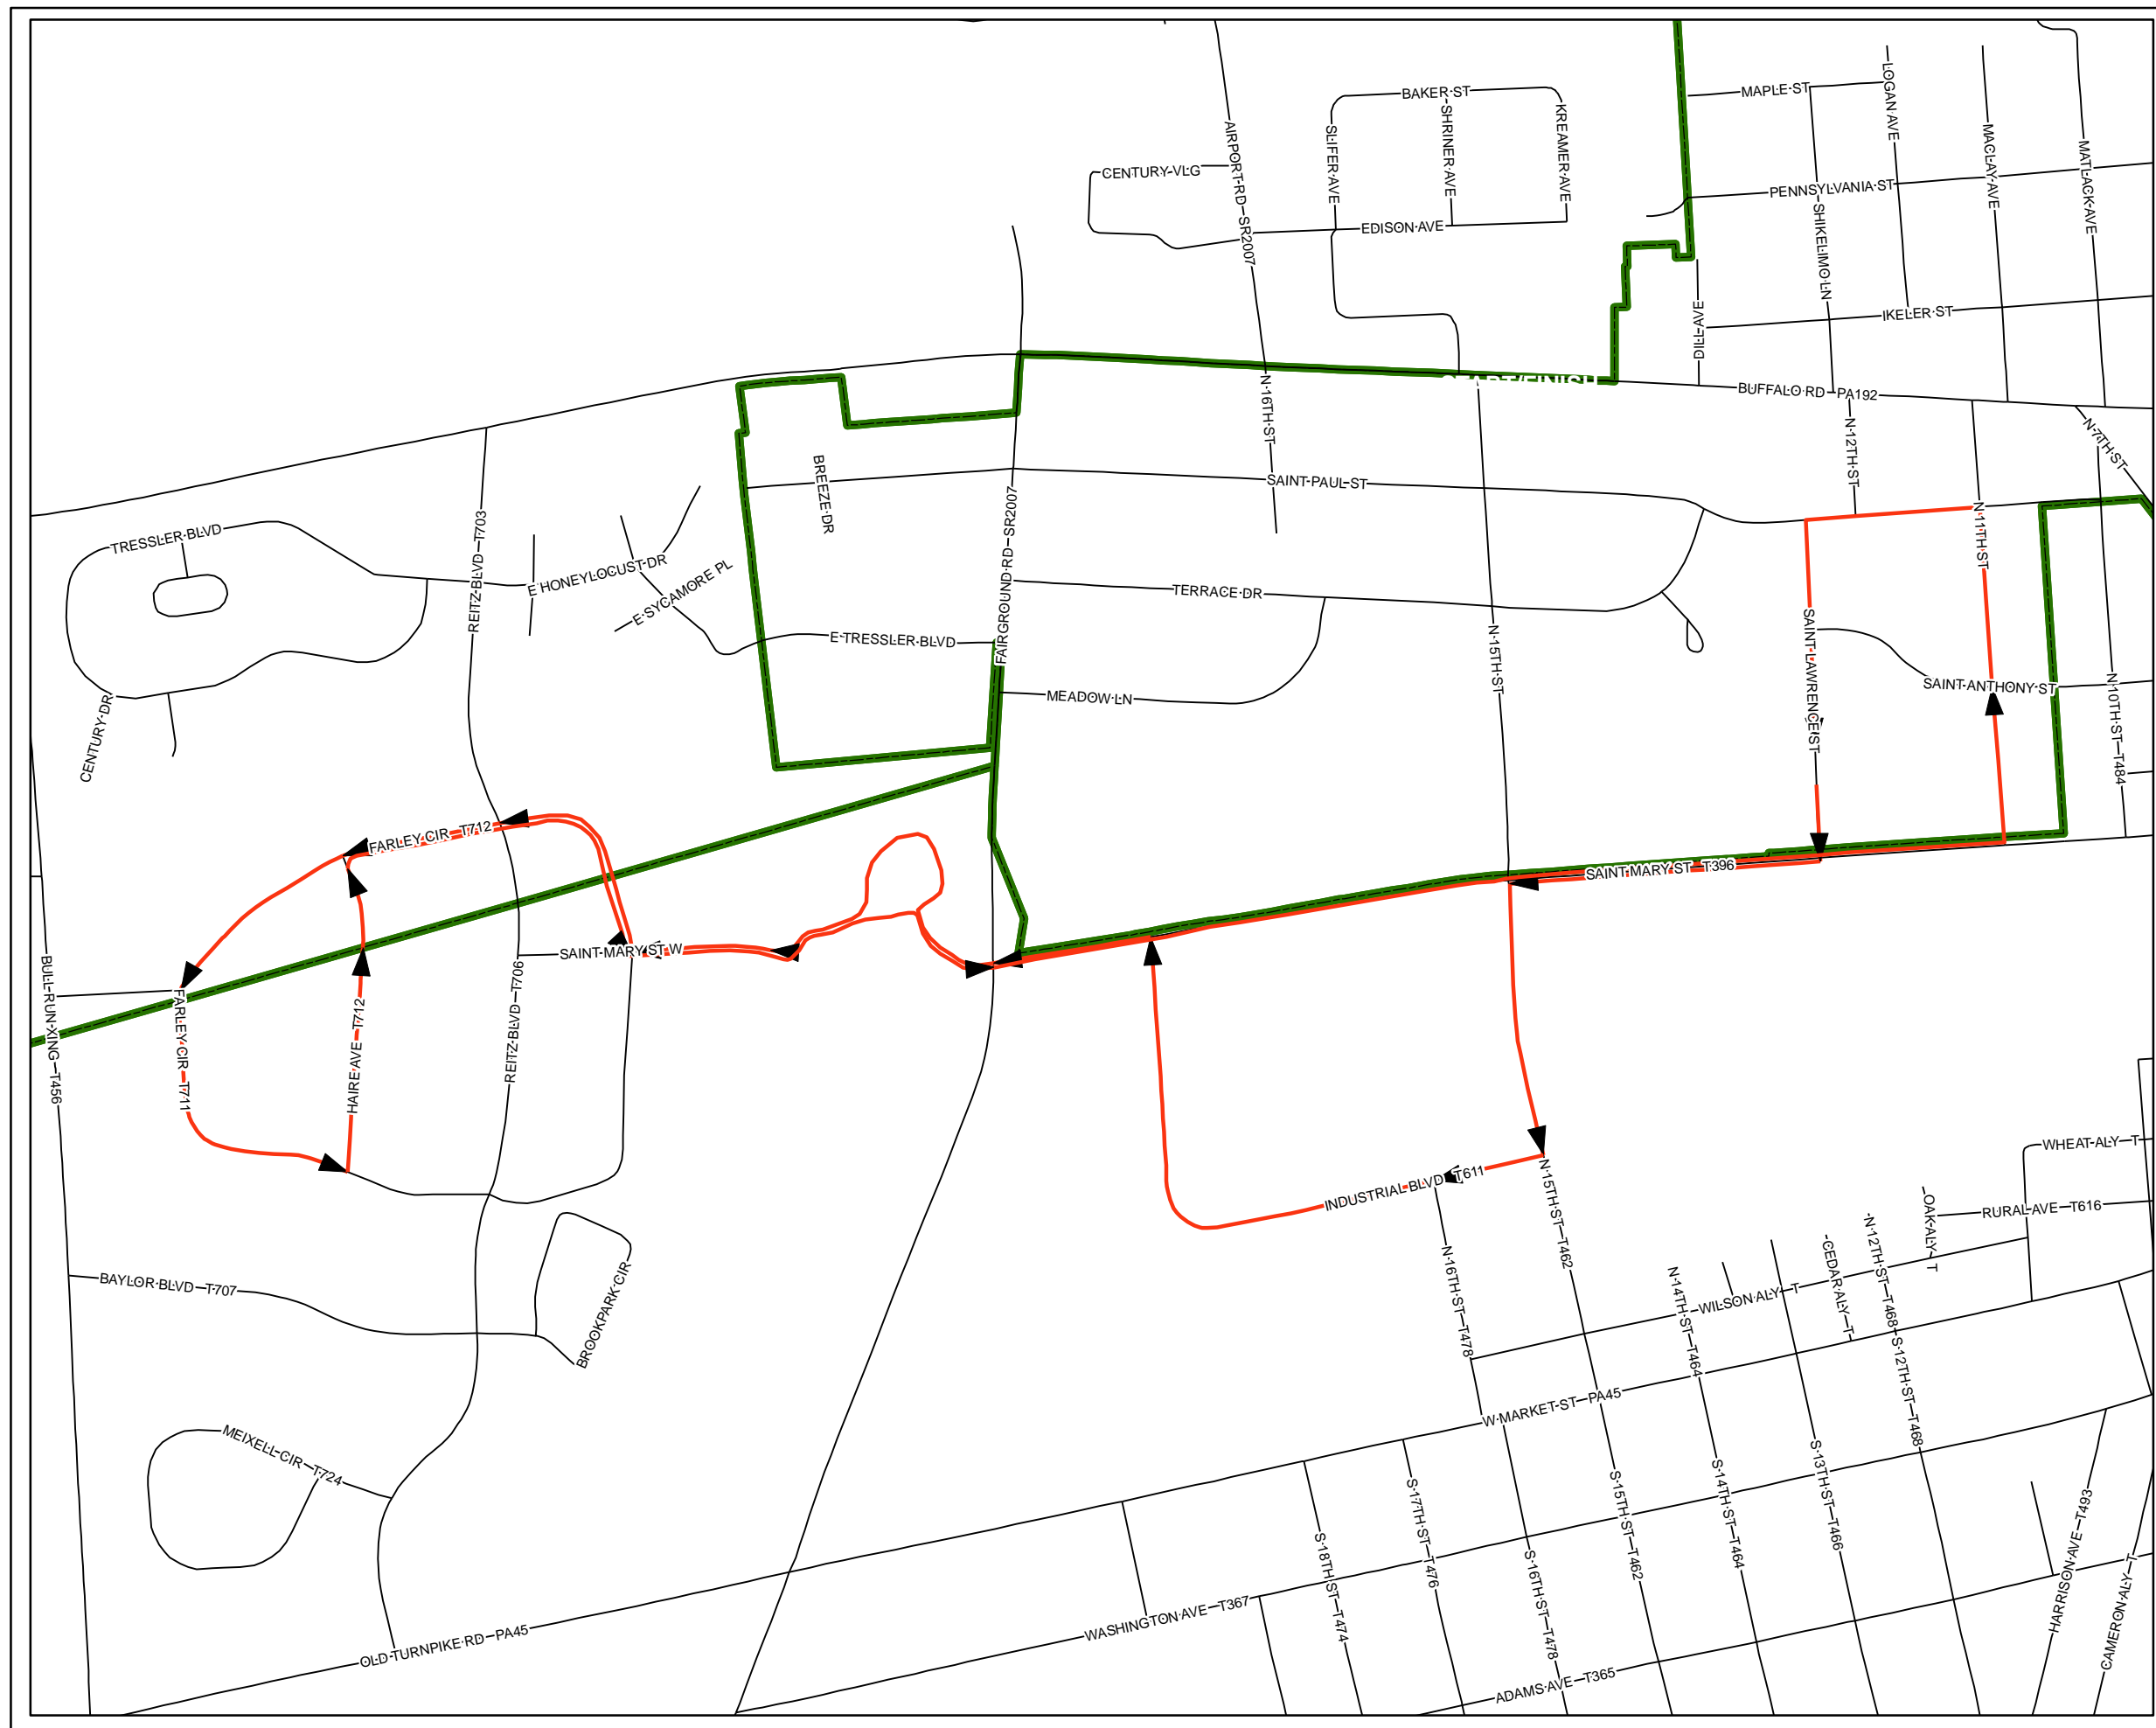 BAKER ST
MAPLE ST
LOGAN AVE
SHRINER AVE
KREAMER AVE
SLIFER AVE
AIRPORT RD SR2007
MACLAY AVE
MATLACK AVE
CENTURY VLG
PENNSYLVANIA ST
SHIKELIMO LN
EDISON AVE
IKELER ST
DILL AVE
START/FINISH
BUFFALO RD PA192
N 16TH ST
N 12TH ST
N 7TH ST
BREEZE DR
SAINT PAUL ST
N 11TH ST
TRESSLER BLVD
REITZ BLVD T703
E HONEYLOCUST DR
E SYCAMORE PL
FAIRGROUND RD SR2007
TERRACE DR
E TRESSLER BLVD
N 15TH ST
SAINT LAWRENCE ST
SAINT ANTHONY ST
MEADOW LN
N 10TH ST T484
CENTURY DR
FARLEY CIR T712
SAINT MARY ST T396
SAINT MARY ST W
BULL RUN XING T456
FARLEY CIR T711
HAIRE AVE T712
REITZ BLVD T706
WHEAT ALY T
INDUSTRIAL BLVD T611
N 15TH ST T462
OAK ALY T
RURAL AVE T616
N 16TH ST T478
N 12TH ST T468
CEDAR ALY T
N 14TH ST T464
WILSON ALY T
BAYLOR BLVD T707
BROOKPARK CIR
S 12TH ST T468
W MARKET ST PA45
MEIXELL CIR T724
S 13TH ST T466
S 14TH ST T464
S 15TH ST T462
S 17TH ST T476
S 16TH ST T478
S 18TH ST T474
HARRISON AVE T493
CAMERON ALY T
WASHINGTON AVE T367
OLD TURNPIKE RD PA45
ADAMS AVE T365